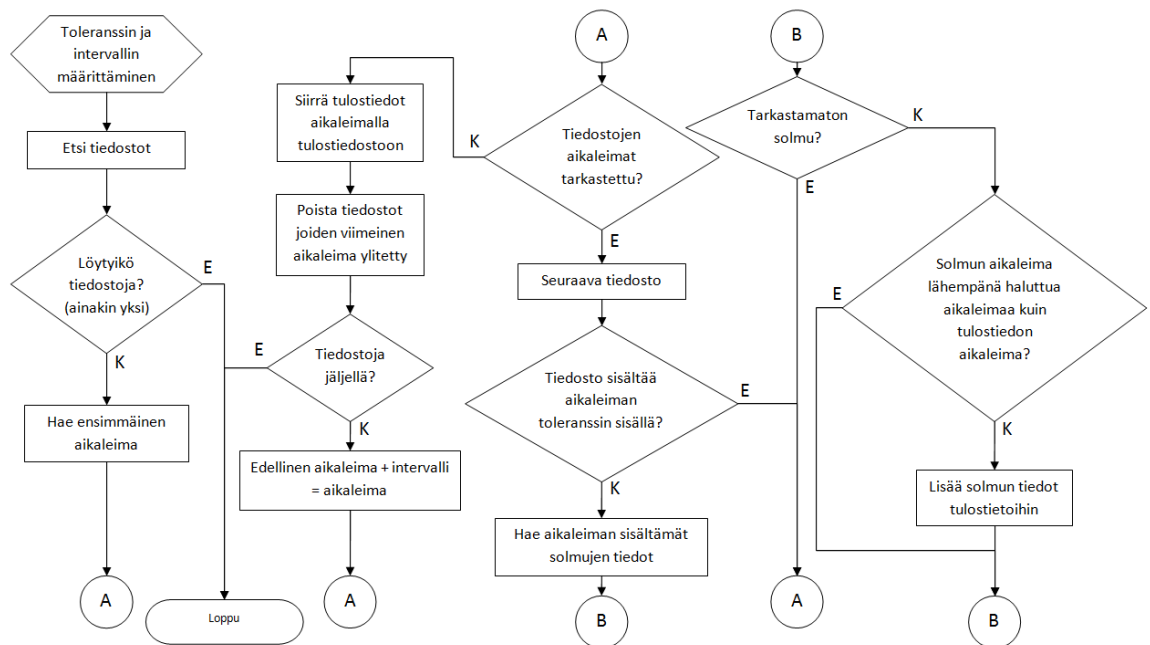 Toleranssin ja
intervallin
määrittäminen
Etsi tiedostot
Löytyikö
tiedostoja?
(ainakin yksi)
E
K
Hae ensimmäinen
aikaleima
A
Siirrä tulostiedot
aikaleimalla
tulostiedostoon
Poista tiedostot
joiden viimeinen
aikaleima ylitetty
Tiedostoja
jäljellä?
E
K
Edellinen aikaleima + intervalli
= aikaleima
A
Loppu
A
Tiedostojen
aikaleimat
tarkastettu?
K
E
Seuraava tiedosto
Tiedosto sisältää
aikaleiman
toleranssin sisällä?
E
K
Hae aikaleiman sisältämät
solmujen tiedot
B
B
Tarkastamaton
solmu?
K
E
A
Solmun aikaleima
lähempänä haluttua
aikaleimaa kuin
tulostiedon
aikaleima?
E
K
Lisää solmun tiedot
tulostietoihin
B